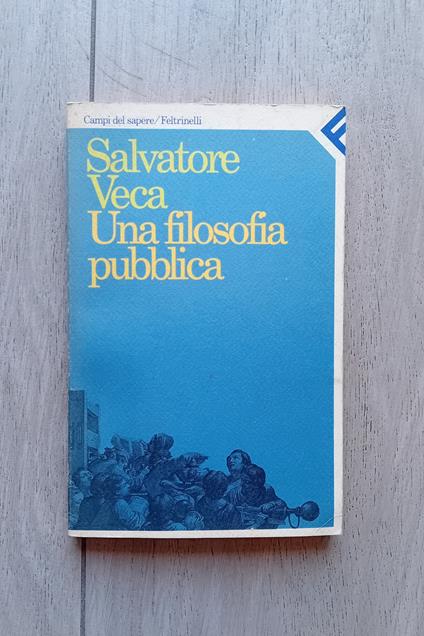 Campi del sapere/Feltrinelli
Salvatore
Veca
Una filosofia
pubblica